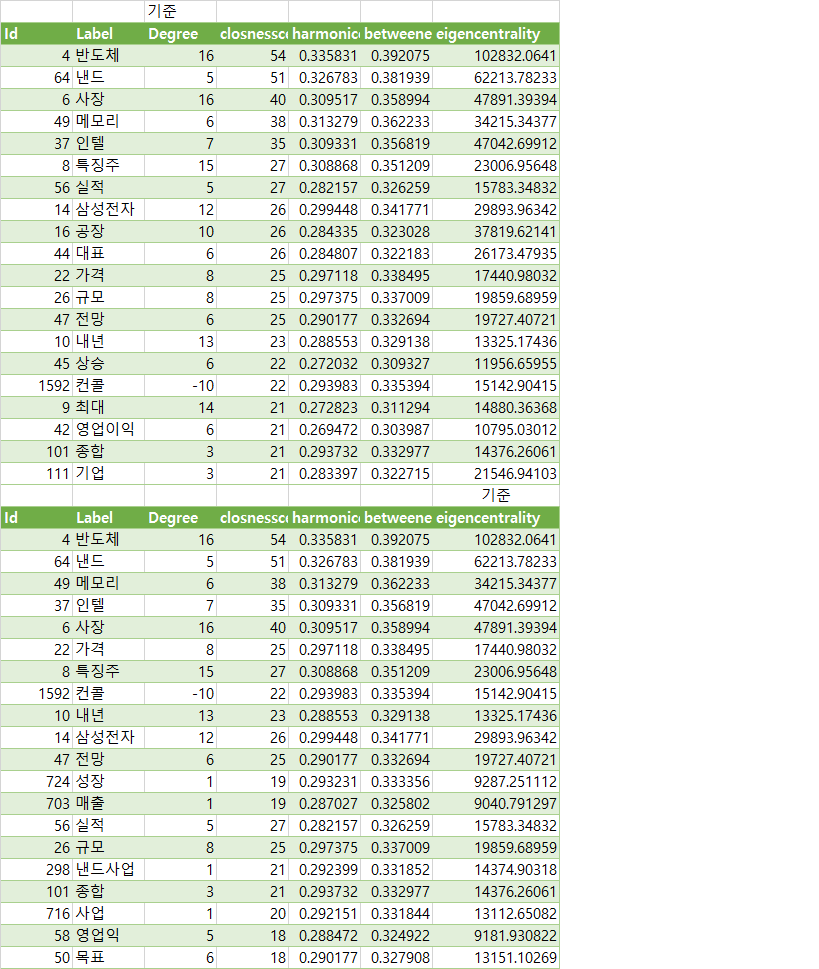 기준
Id Label Degree closnessc harmonic betweene eigencentrality
4 반도체 16 54 0.335831 0.392075 102832.0641
64 낸드 5 51 0.326783 0.381939 62213.78233
6 사장 16 40 0.309517 0.358994 47891.39394
49 메모리 6 38 0.313279 0.362233 34215.34377
37 인텔 7 35 0.309331 0.356819 47042.69912
8 특징주 15 27 0.308868 0.351209 23006.95648
56 실적 5 27 0.282157 0.326259 15783.34832
14 삼성전자 12 26 0.299448 0.341771 29893.96342
16 공장 10 26 0.284335 0.323028 37819.62141
44 대표 6 26 0.284807 0.322183 26173.47935
22 가격 8 25 0.297118 0.338495 17440.98032
26 규모 8 25 0.297375 0.337009 19859.68959
47 전망 6 25 0.290177 0.332694 19727.40721
10 내년 13 23 0.288553 0.329138 13325.17436
45 상승 6 22 0.272032 0.309327 11956.65955
1592 컨콜 -10 22 0.293983 0.335394 15142.90415
9 최대 14 21 0.272823 0.311294 14880.36368
42 영업이익 6 21 0.269472 0.303987 10795.03012
101 종합 3 21 0.293732 0.332977 14376.26061
111 기업 3 21 0.283397 0.322715 21546.94103
기준
Id Label Degree closnessc harmonic betweene eigencentrality
4 반도체 16 54 0.335831 0.392075 102832.0641
64 낸드 5 51 0.326783 0.381939 62213.78233
49 메모리 6 38 0.313279 0.362233 34215.34377
37 인텔 7 35 0.309331 0.356819 47042.69912
6 사장 16 40 0.309517 0.358994 47891.39394
22 가격 8 25 0.297118 0.338495 17440.98032
8 특징주 15 27 0.308868 0.351209 23006.95648
1592 컨콜 -10 22 0.293983 0.335394 15142.90415
10 내년 13 23 0.288553 0.329138 13325.17436
14 삼성전자 12 26 0.299448 0.341771 29893.96342
47 전망 6 25 0.290177 0.332694 19727.40721
724 성장 1 19 0.293231 0.333356 9287.251112
703 매출 1 19 0.287027 0.325802 9040.791297
56 실적 5 27 0.282157 0.326259 15783.34832
26 규모 8 25 0.297375 0.337009 19859.68959
298 낸드사업 1 21 0.292399 0.331852 14374.90318
101 종합 3 21 0.293732 0.332977 14376.26061
716 사업 1 20 0.292151 0.331844 13112.65082
58 영업익 5 18 0.288472 0.324922 9181.930822
50 목표 6 18 0.290177 0.327908 13151.10269